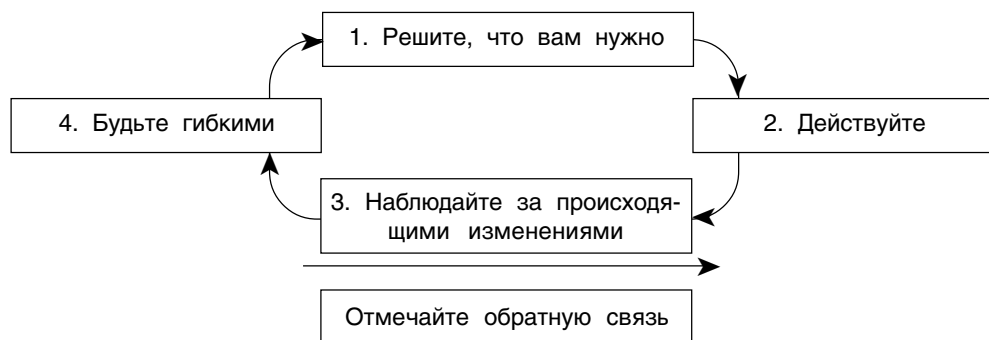 1. Решите, что вам нужно
4. Будьте гибкими
2. Действуйте
3. Наблюдайте за происходя-
щими изменениями
Отмечайте обратную связь